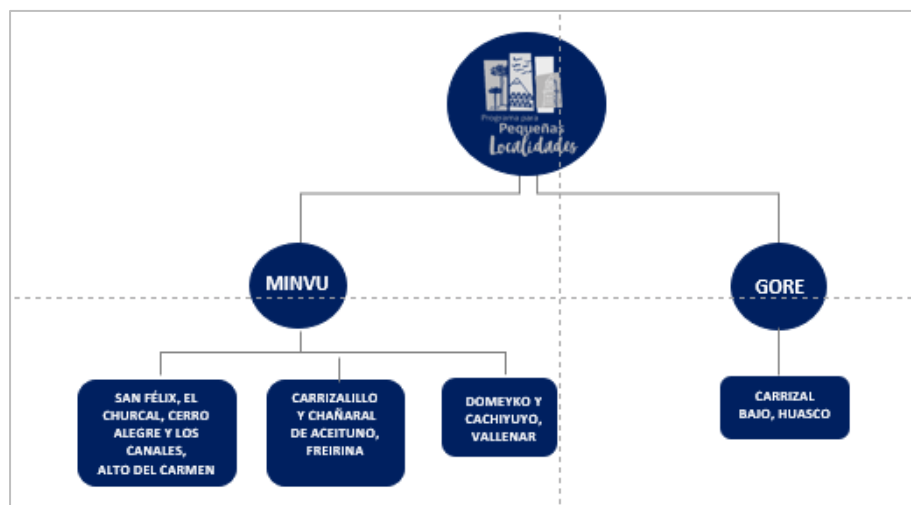 Programa para
Pequeñas
Localidades
MINVU
GORE
SAN FÉLIX, EL
CHURCAL, CERRO
ALEGRE Y LOS
CANALES,
ALTO DEL CARMEN
CARRIZALILLO
Y CHAÑARAL
DE ACEITUNO,
FREIRINA
DOMEYKO Y
CACHIYUYO,
VALLENAR
CARRIZAL
BAJO, HUASCO